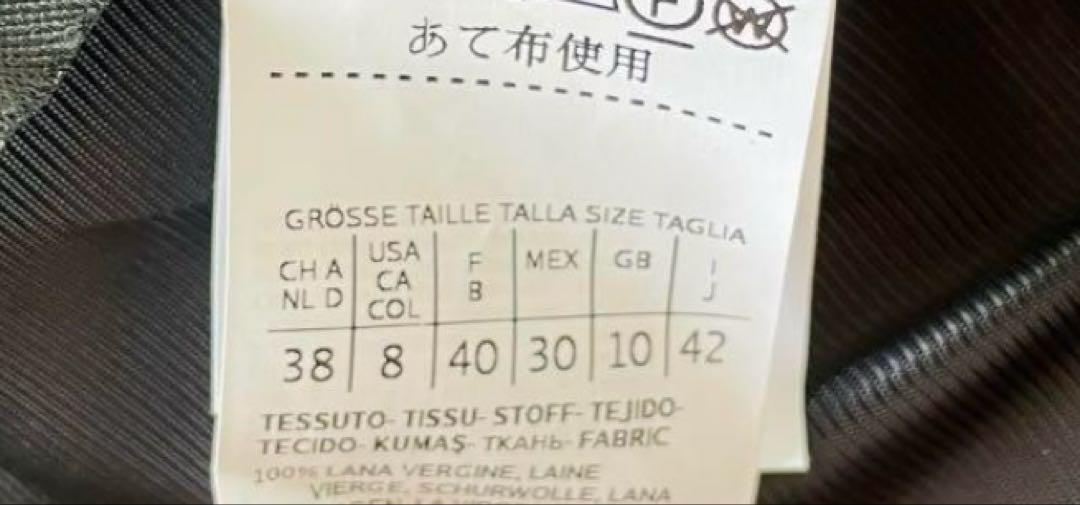 あて布使用
GRÖSSE TAILLE TALLA SIZE TAGLIA
CH A NL D | USA CA COL | F B | MEX | GB | I J
38 | 8 | 40 | 30 | 10 | 42
TESSUTO- TISSU- STOFF- TEJIDO-
TECIDO- KUMAŞ- ТКАНЬ- FABRIC
100% LANA VERGINE, LAINE
VIERGE, SCHURWOLLE, LANA